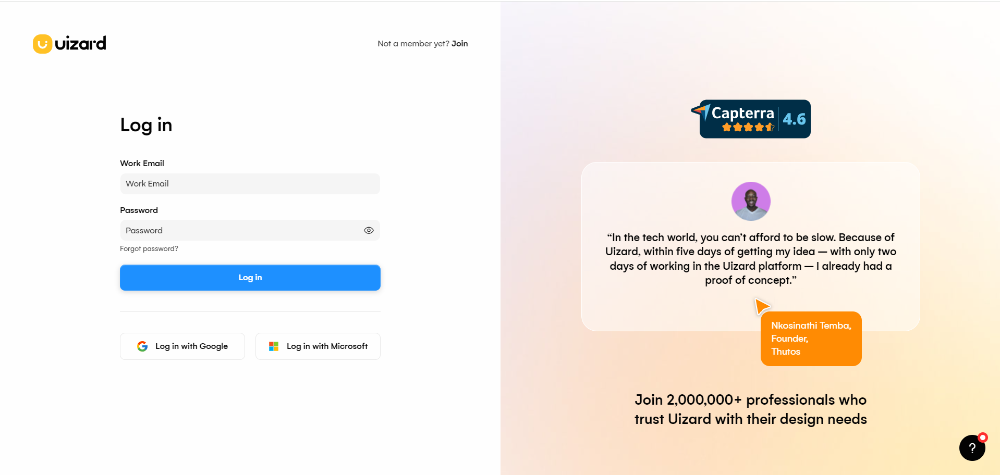 uizard
Not a member yet? Join
Log in
Work Email
Work Email
Password
Password
Forgot password?
Log in
Log in with Google
Log in with Microsoft
Capterra
4.6
“In the tech world, you can’t afford to be slow. Because of
Uizard, within five days of getting my idea — with only two
days of working in the Uizard platform — I already had a
proof of concept.”
Nkosinathi Temba,
Founder,
Thutos
Join 2,000,000+ professionals who
trust Uizard with their design needs
?